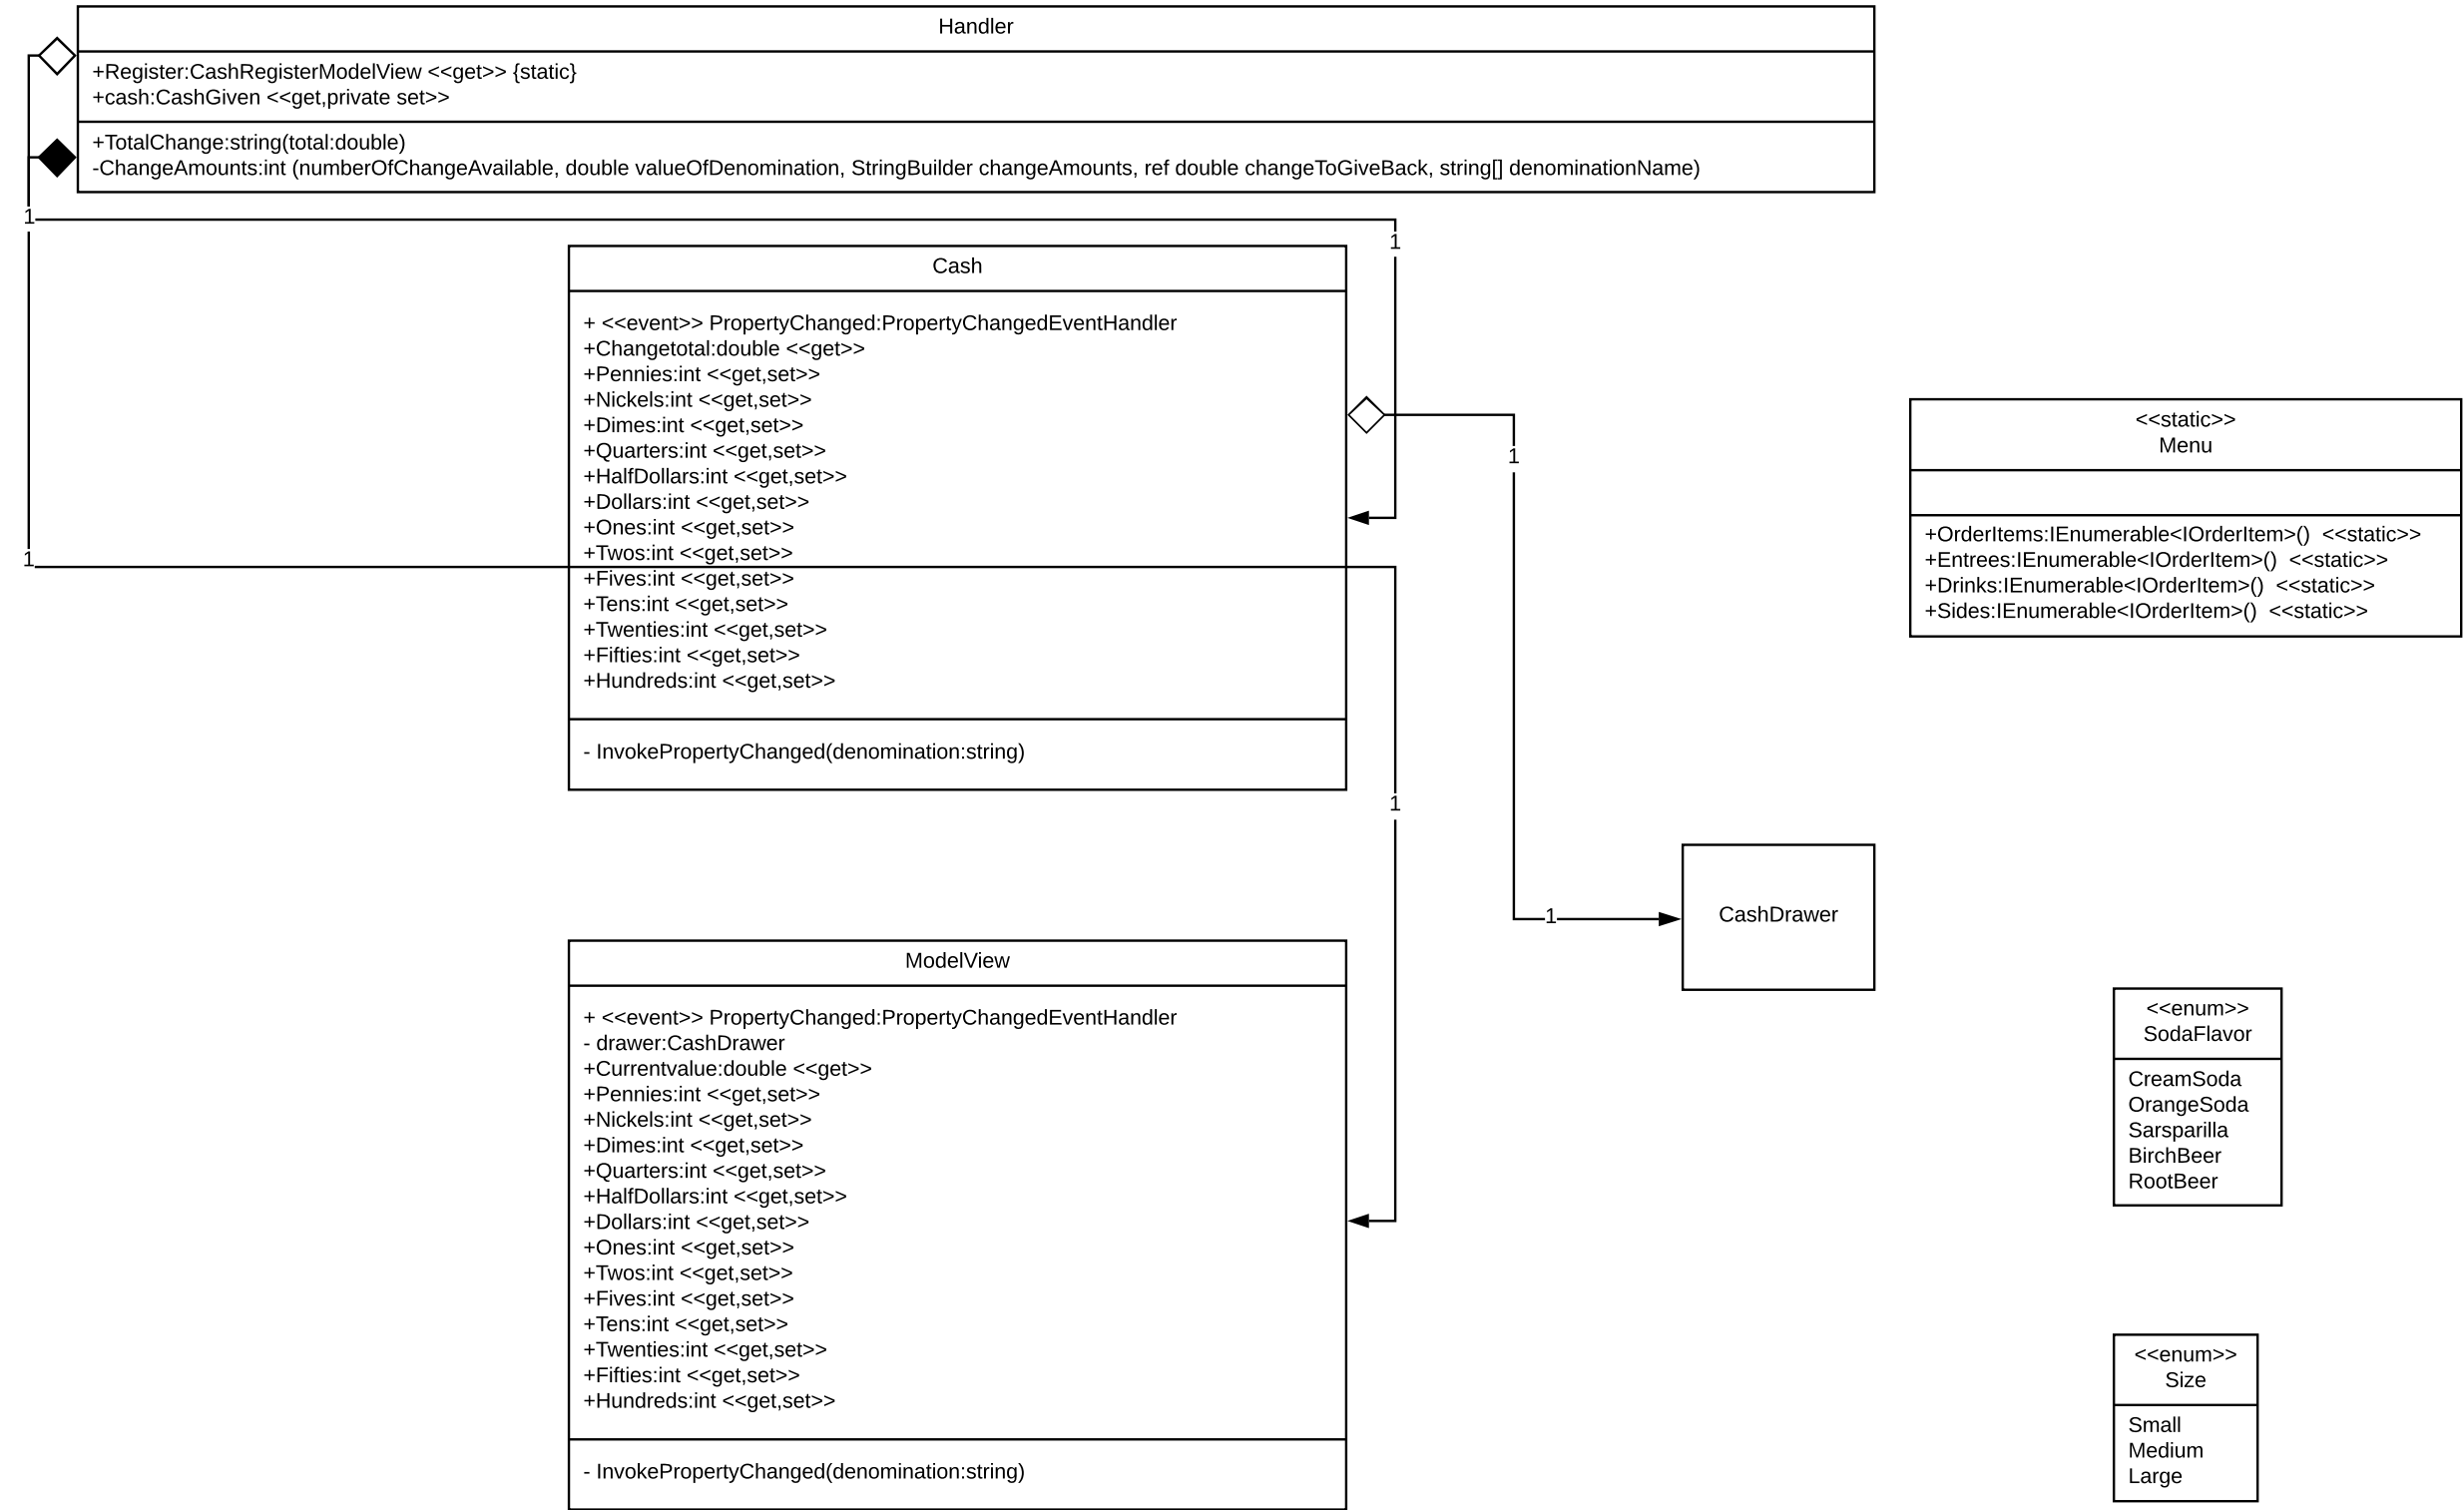 Handler
+Register:CashRegisterModelView <<get>> {static}
+cash:CashGiven <<get,private set>>
+TotalChange:string(total:double)
-ChangeAmounts:int (numberOfChangeAvailable, double valueOfDenomination, StringBuilder changeAmounts, ref double changeToGiveBack, string[] denominationName)
1
1
Cash
+ <<event>> PropertyChanged:PropertyChangedEventHandler
+Changetotal:double <<get>>
+Pennies:int <<get,set>>
+Nickels:int <<get,set>>
+Dimes:int <<get,set>>
+Quarters:int <<get,set>>
+HalfDollars:int <<get,set>>
+Dollars:int <<get,set>>
+Ones:int <<get,set>>
+Twos:int <<get,set>>
+Fives:int <<get,set>>
+Tens:int <<get,set>>
+Twenties:int <<get,set>>
+Fifties:int <<get,set>>
+Hundreds:int <<get,set>>
- InvokePropertyChanged(denomination:string)
1
1
1
1
<<static>>
Menu
+OrderItems:IEnumerable<IOrderItem>()  <<static>>
+Entrees:IEnumerable<IOrderItem>()  <<static>>
+Drinks:IEnumerable<IOrderItem>()  <<static>>
+Sides:IEnumerable<IOrderItem>()  <<static>>
CashDrawer
ModelView
+ <<event>> PropertyChanged:PropertyChangedEventHandler
- drawer:CashDrawer
+Currentvalue:double <<get>>
+Pennies:int <<get,set>>
+Nickels:int <<get,set>>
+Dimes:int <<get,set>>
+Quarters:int <<get,set>>
+HalfDollars:int <<get,set>>
+Dollars:int <<get,set>>
+Ones:int <<get,set>>
+Twos:int <<get,set>>
+Fives:int <<get,set>>
+Tens:int <<get,set>>
+Twenties:int <<get,set>>
+Fifties:int <<get,set>>
+Hundreds:int <<get,set>>
- InvokePropertyChanged(denomination:string)
<<enum>>
SodaFlavor
CreamSoda
OrangeSoda
Sarsparilla
BirchBeer
RootBeer
<<enum>>
Size
Small
Medium
Large